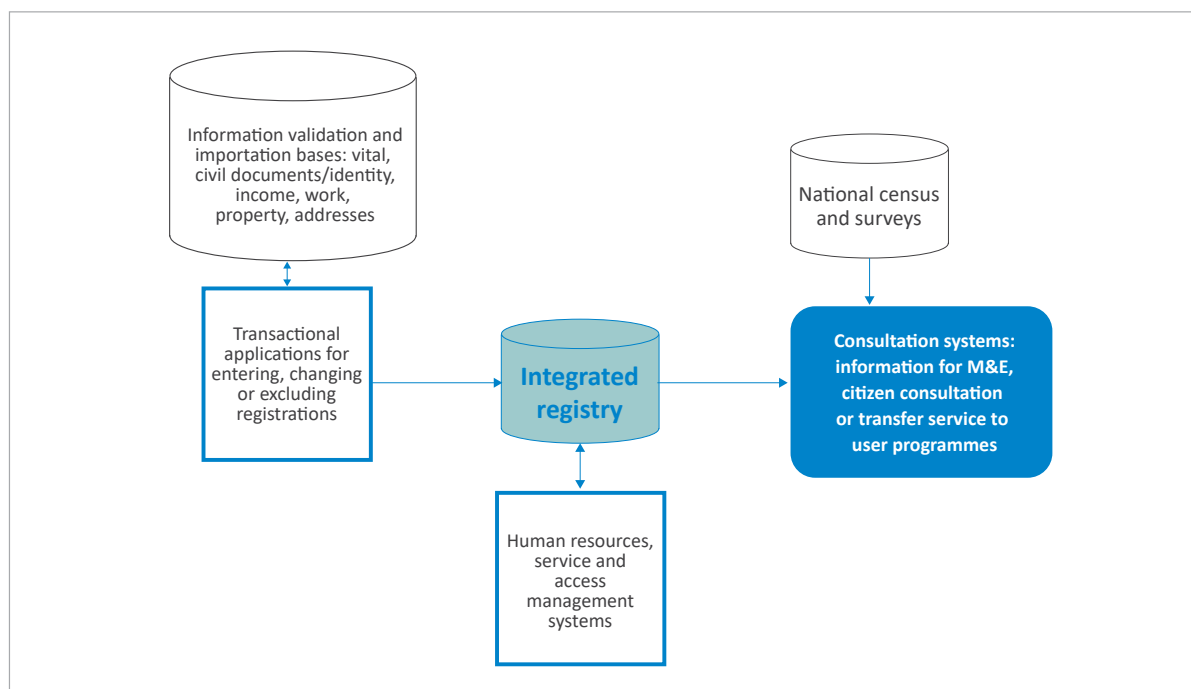 Information validation and
importation bases: vital,
civil documents/identity,
income, work,
property, addresses
National census
and surveys
Transactional
applications for
entering, changing
or excluding
registrations
Integrated
registry
Consultation systems:
information for M&E,
citizen consultation
or transfer service to
user programmes
Human resources,
service and
access
management
systems